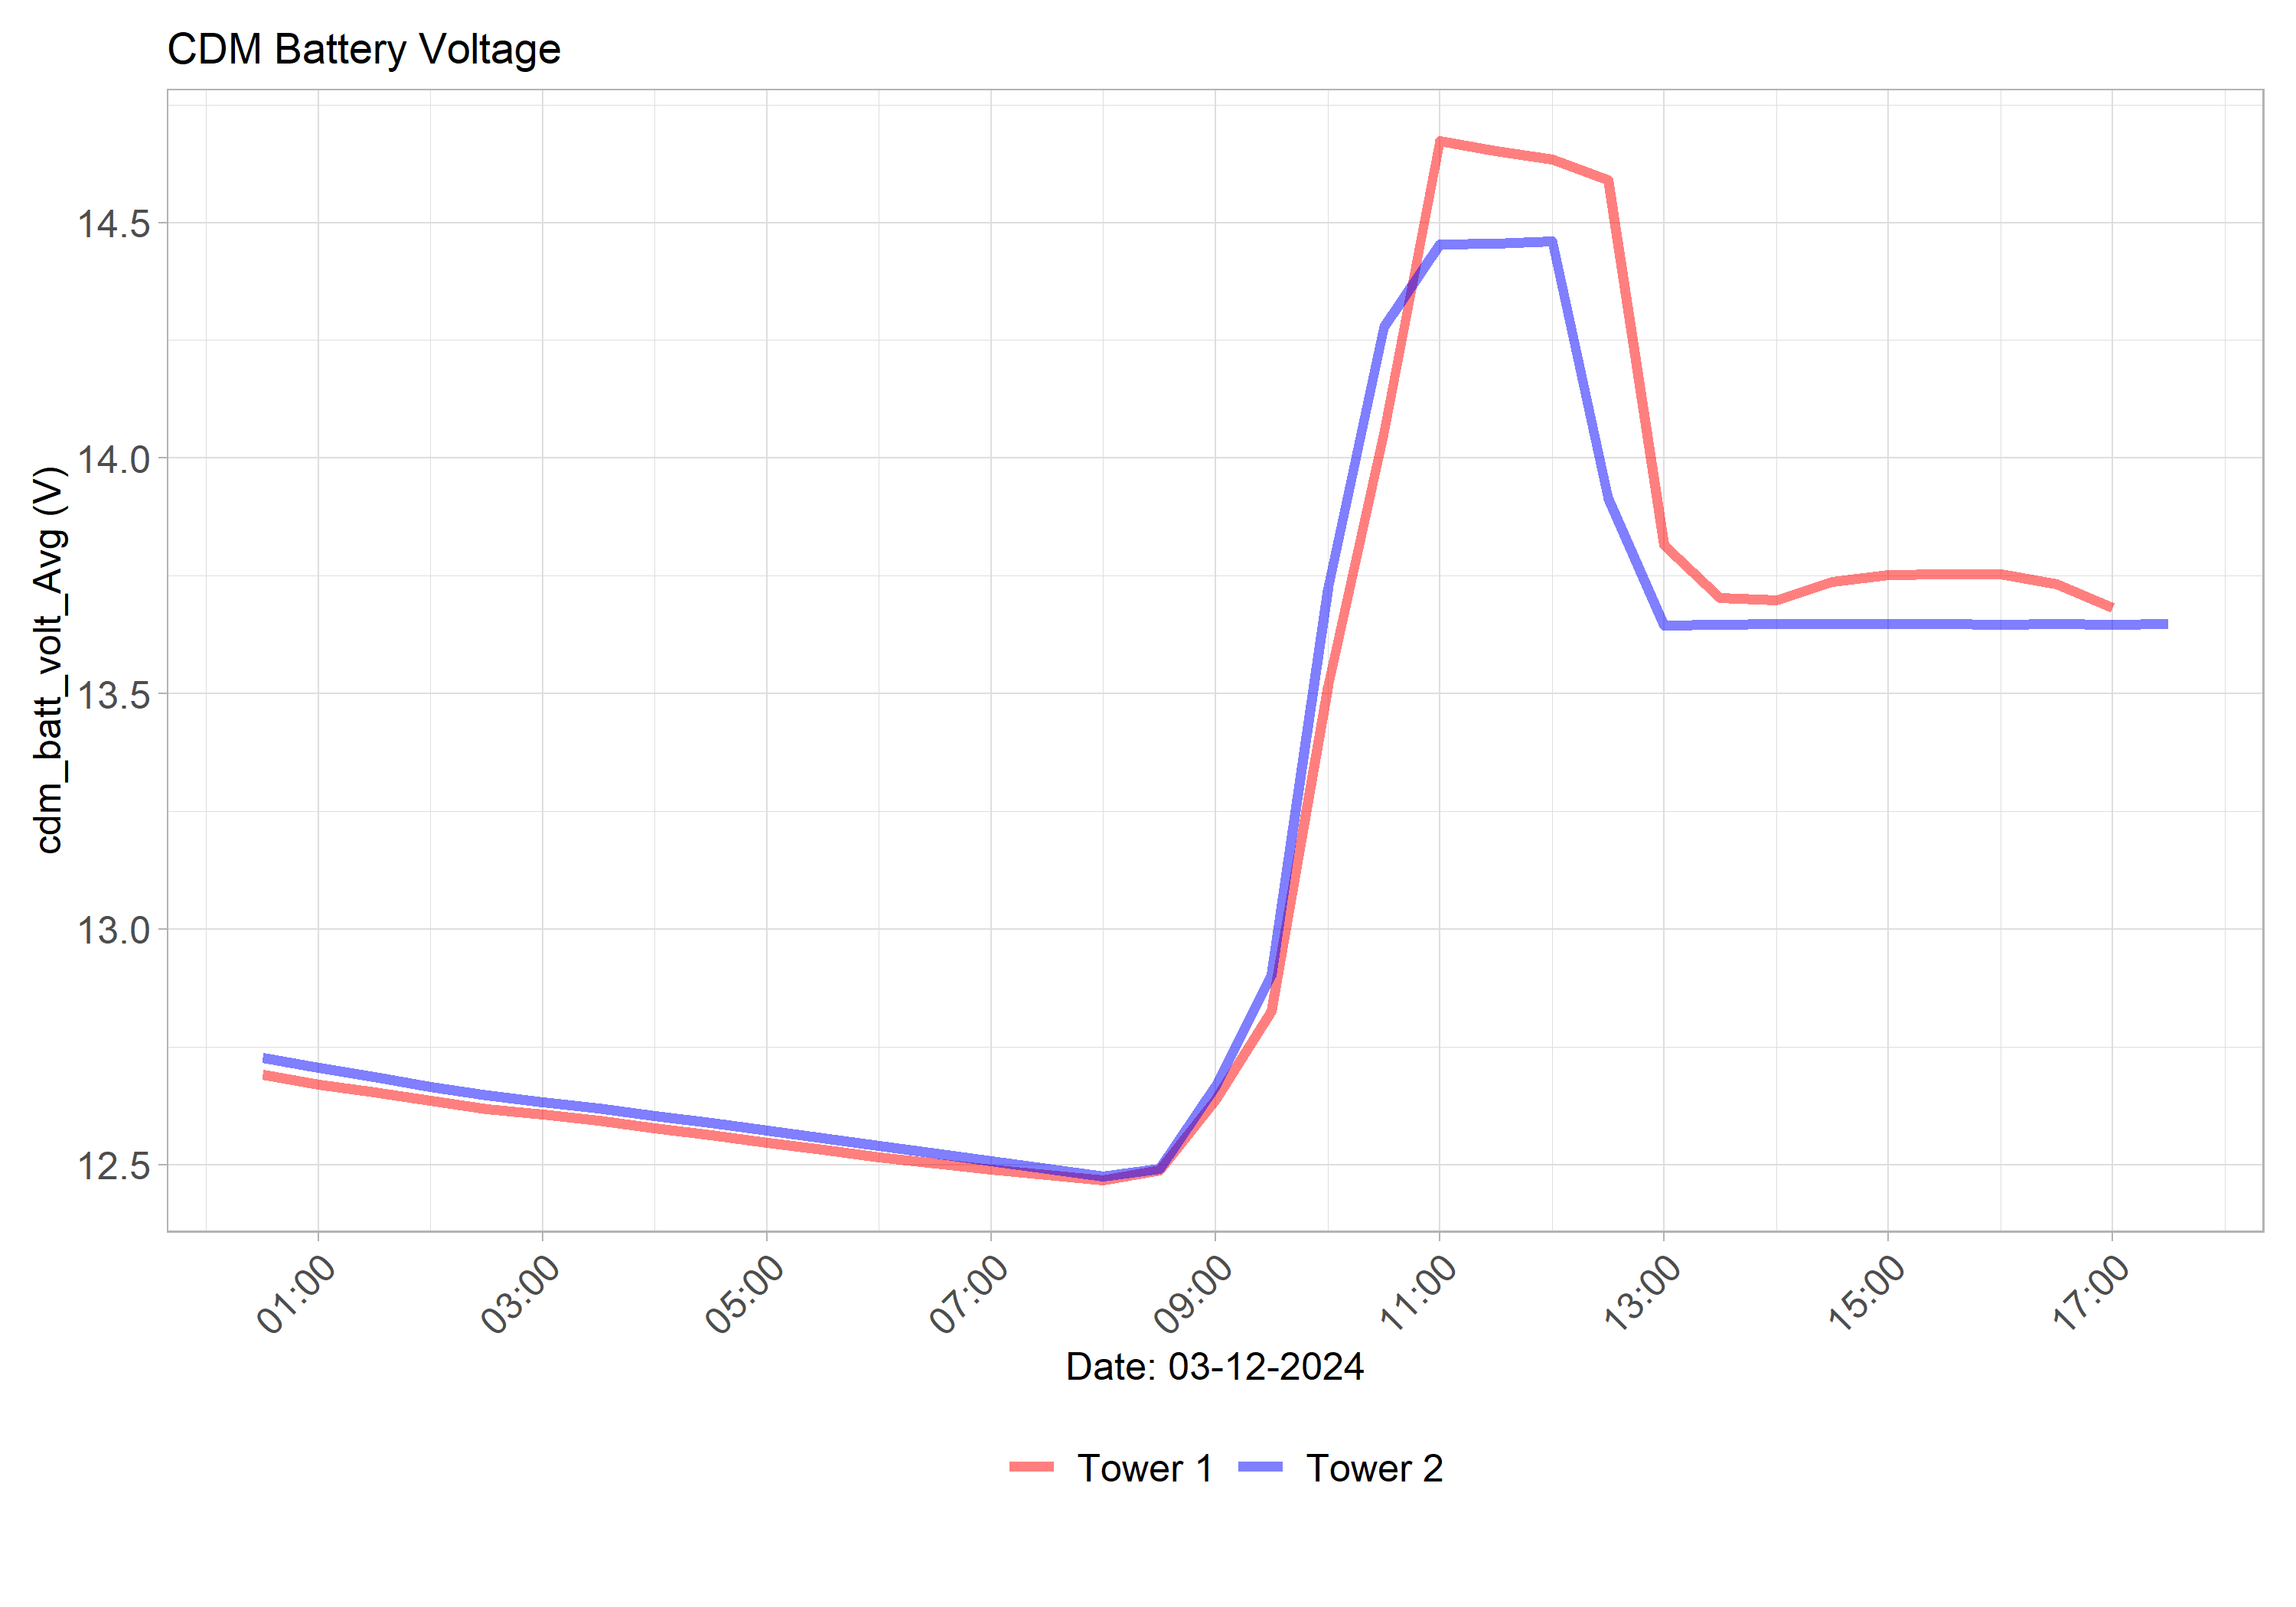 CDM Battery Voltage
cdm_batt_volt_Avg (V)
14.5
14.0
13.5
13.0
12.5
01:00 03:00 05:00 07:00 09:00 11:00 13:00 15:00 17:00
Date: 03-12-2024
Tower 1 Tower 2